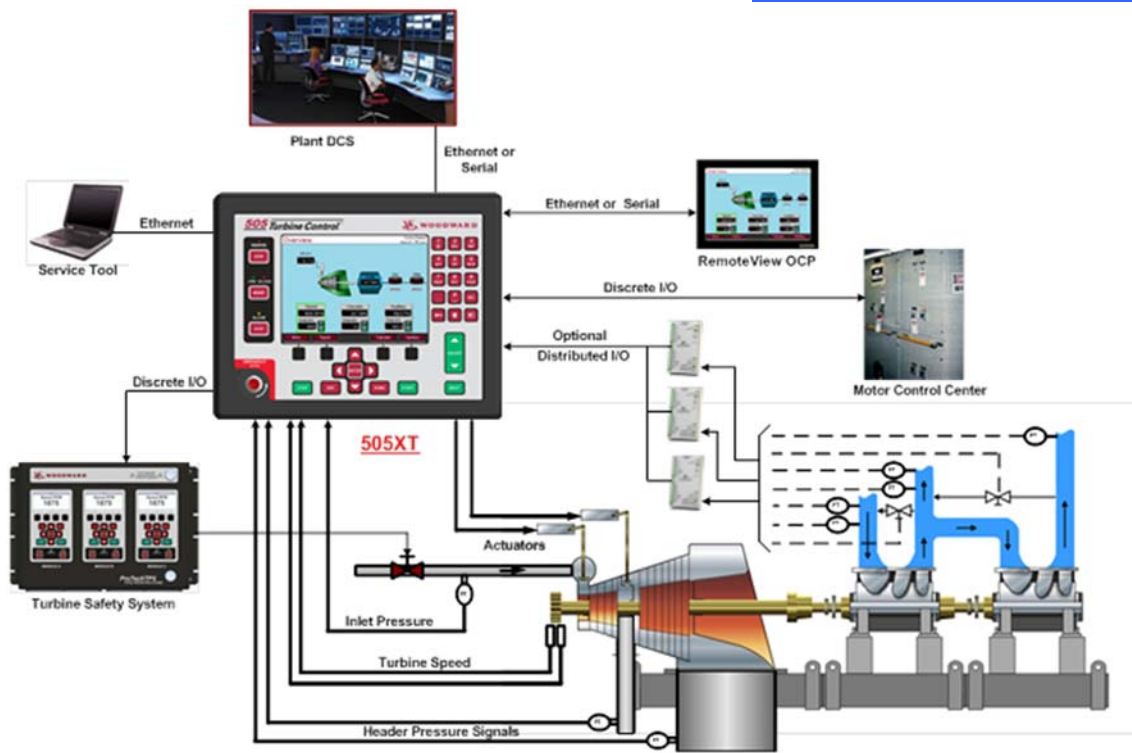 Plant DCS
Ethernet or
Serial
Service Tool
Ethernet
505 Turbine Control
WOODWARD
Overview
Ethernet or Serial
RemoteView OCP
Discrete I/O
Motor Control Center
Optional
Distributed I/O
Discrete I/O
505XT
WOODWARD
Turbine Safety System
Actuators
Inlet Pressure
Turbine Speed
Header Pressure Signals